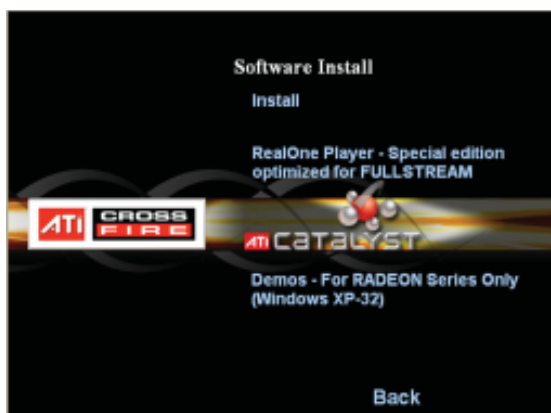 Software Install
Install
RealOne Player - Special edition
optimized for FULLSTREAM
ATI CROSS
FIRE
ATI CATALYST
Demos - For RADEON Series Only
(Windows XP-32)
Back